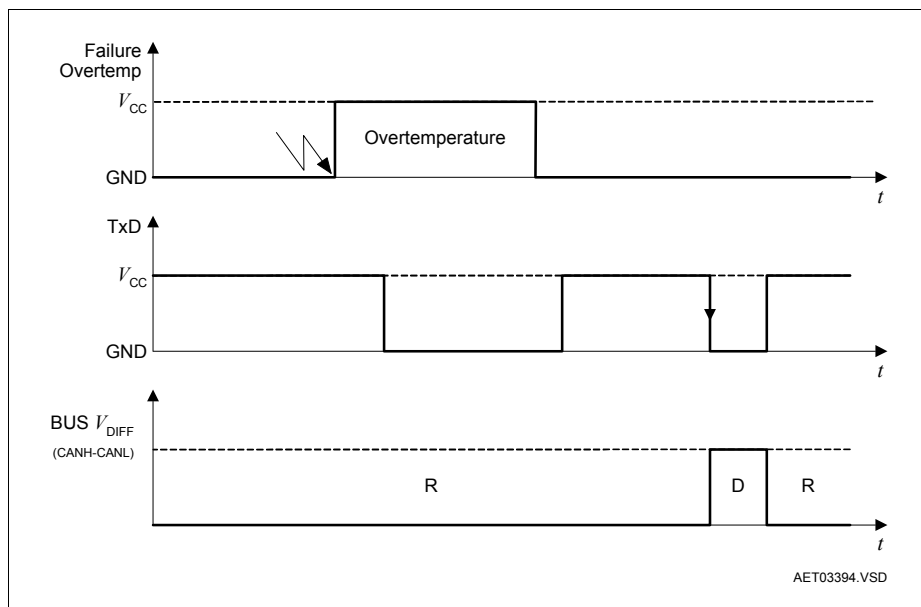 Failure
Overtemp
VCC
Overtemperature
GND
t
TxD
VCC
GND
t
BUS VDIFF
(CANH-CANL)
R
D
R
t
AET03394.VSD